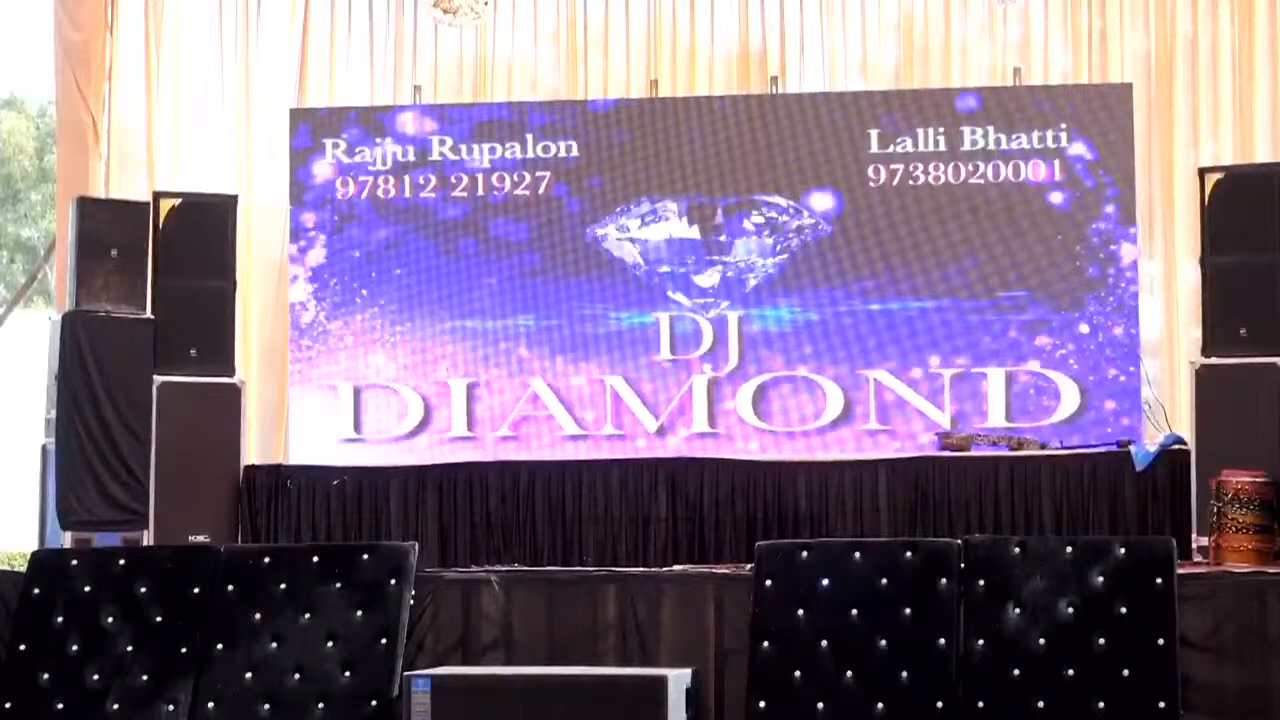 Rajju Rupalon
97812 21927
Lalli Bhatti
9738020001
DJ
DIAMOND